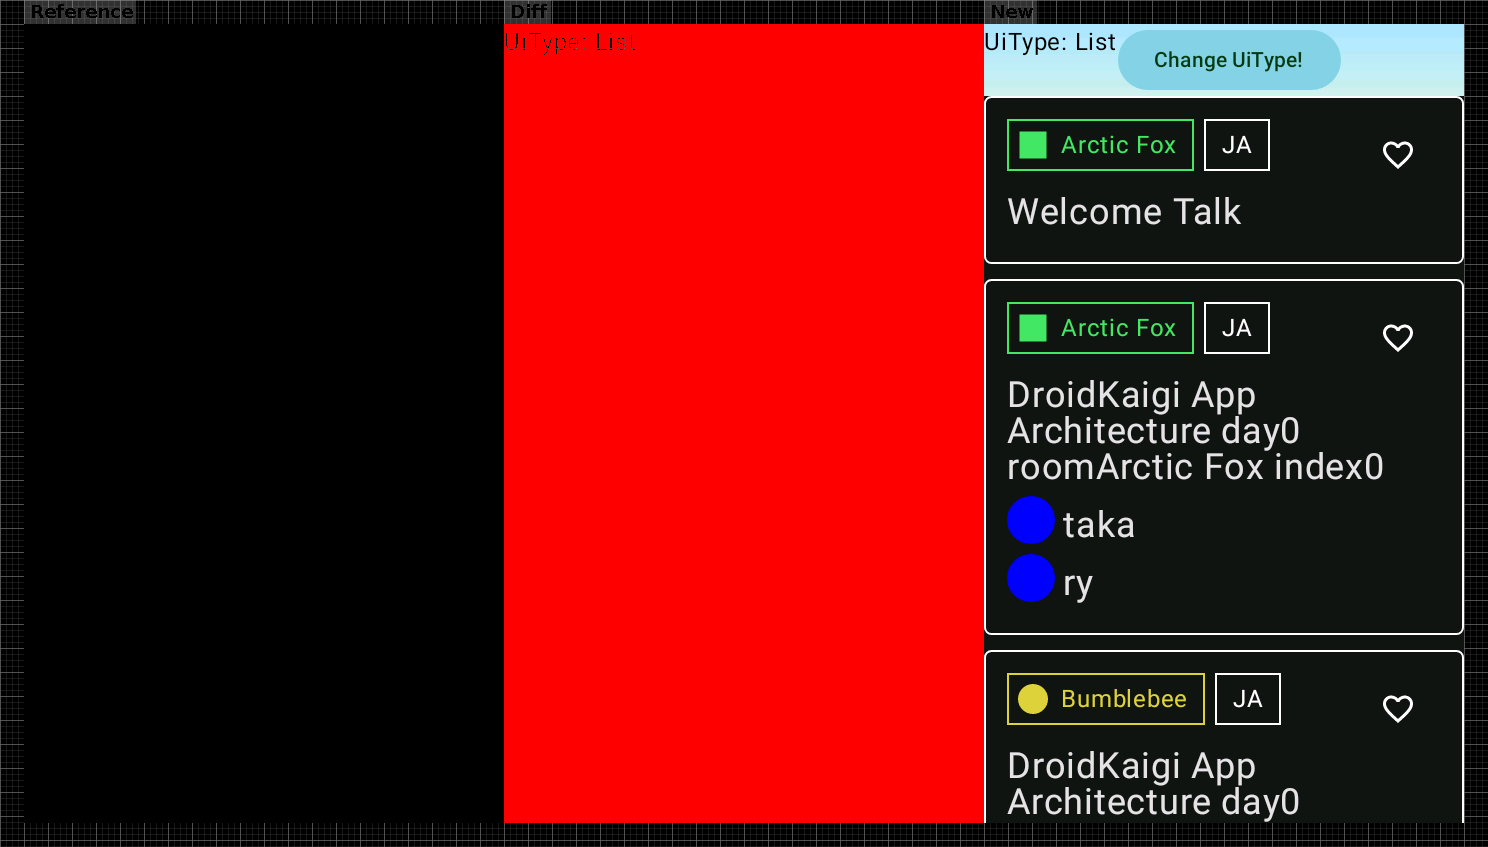 Reference
Diff
New
UiType: List
UiType: List
Change UiType!
Arctic Fox
JA
Welcome Talk
Arctic Fox
JA
DroidKaigi App
Architecture day0
roomArctic Fox index0
taka
ry
Bumblebee
JA
DroidKaigi App
Architecture day0